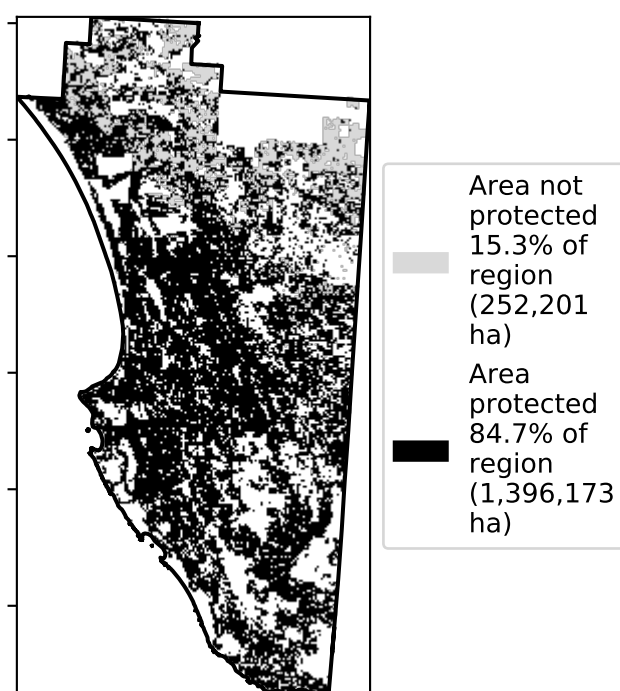 Area not
protected
15.3% of
region
(252,201
ha)
Area
protected
84.7% of
region
(1,396,173
ha)